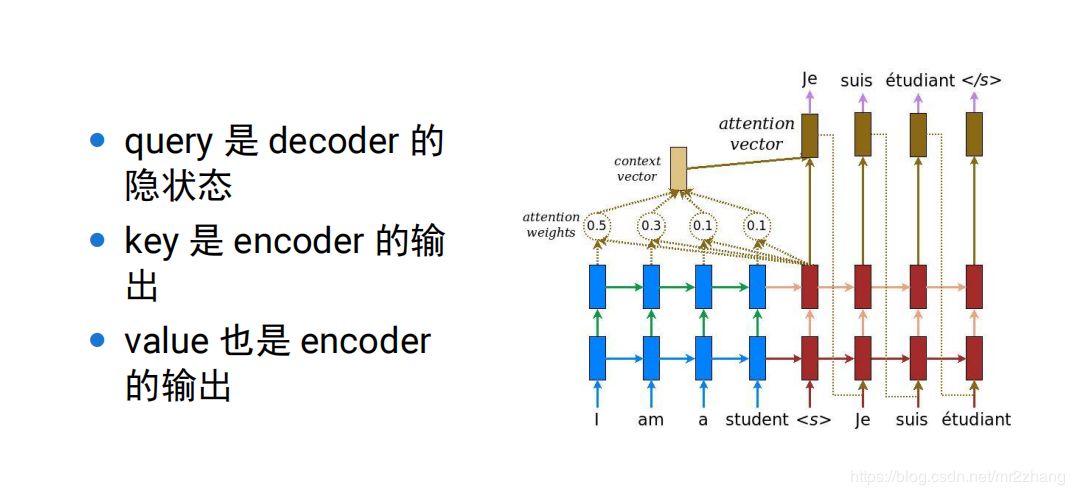 query 是 decoder 的
隐状态
key 是 encoder 的输
出
value 也是 encoder
的输出
Je suis étudiant </s>
attention
vector
context
vector
attention
weights
0.5 0.3 0.1 0.1
I am a student <s> Je suis étudiant
https://blog.csdn.net/mr2zhang